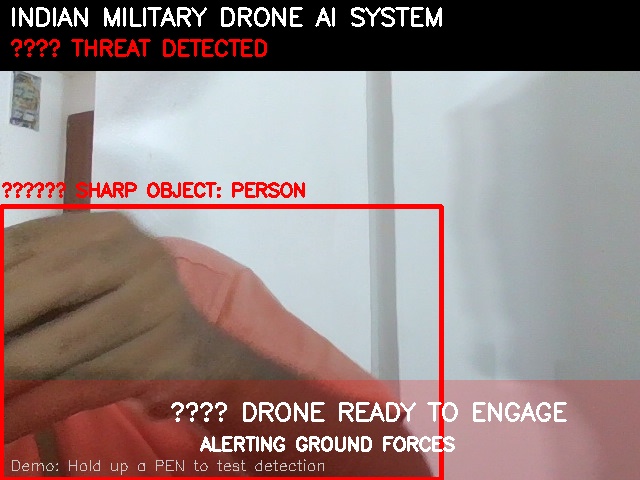 INDIAN MILITARY DRONE AI SYSTEM
???? THREAT DETECTED
?????? SHARP OBJECT: PERSON
???? DRONE READY TO ENGAGE
ALERTING GROUND FORCES
Demo: Hold up a PEN to test detection